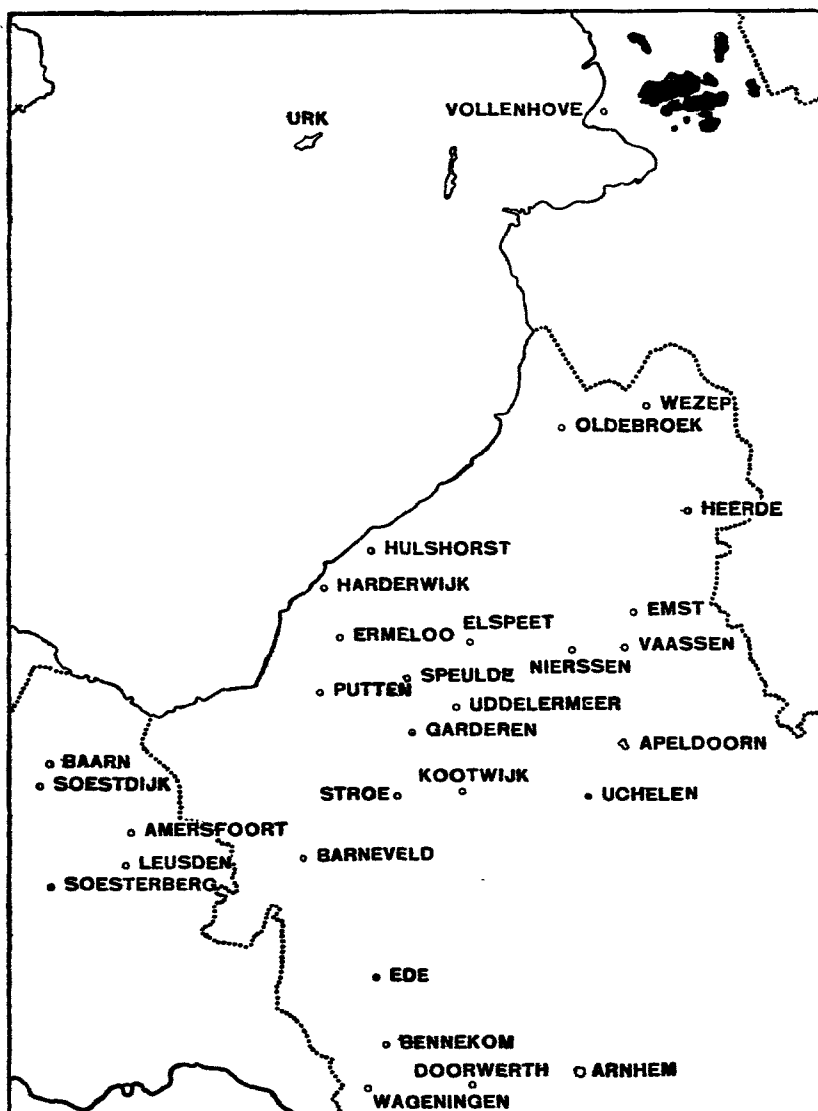 URK
VOLLENHOVE
WEZEP
OLDEBROEK
HEERDE
HULSHORST
HARDERWIJK
EMST
ELSPEET
ERMELOO
VAASSEN
NIERSSEN
SPEULDE
PUTTEN
UDDELERMEER
GARDEREN
APELDOORN
BAARN
KOOTWIJK
SOESTDIJK
STROE
UCHELEN
AMERSFOORT
BARNEVELD
LEUSDEN
SOESTERBERG
EDE
BENNEKOM
DOORWERTH
ARNHEM
WAGENINGEN